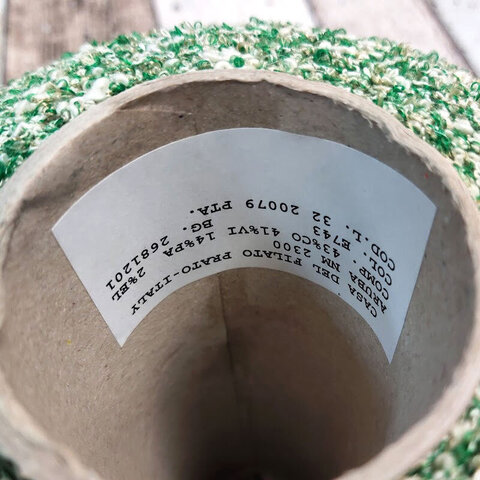 CASA DEL FILATO PRATO-ITALY
ARUBA NM 2300
COMP. 43%CO 41%VI 14%PA 2%EL
COL. E743 BG. 2681201
COD-L. 32 20079 PTA.